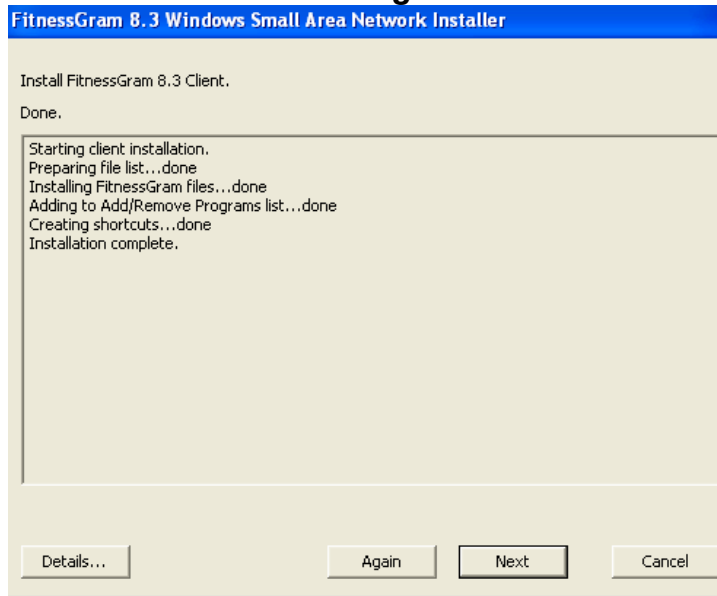 FitnessGram 8.3 Windows Small Area Network Installer
Install FitnessGram 8.3 Client.
Done.
Starting client installation.
Preparing file list...done
Installing FitnessGram files...done
Adding to Add/Remove Programs list...done
Creating shortcuts...done
Installation complete.
Details... Again Next Cancel